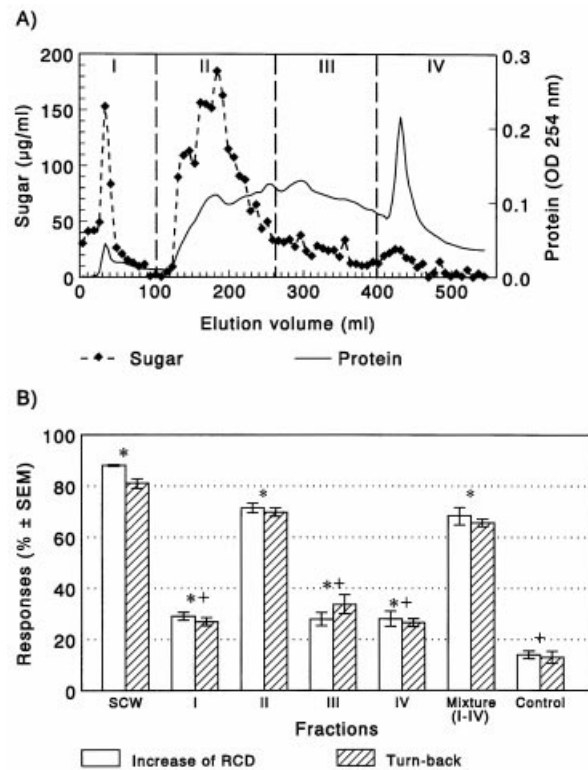 A)
I II III IV
200
150
100
50
0
Sugar (µg/ml)
0.3
0.2
0.1
0.0
Protein (OD 254 nm)
0 100 200 300 400 500
Elution volume (ml)
Sugar Protein
B)
100
80
60
40
20
0
Responses (% ± SEM)
* *+ * *+ *+ * +
SCW I II III IV Mixture Control
(I-IV)
Fractions
Increase of RCD Turn-back